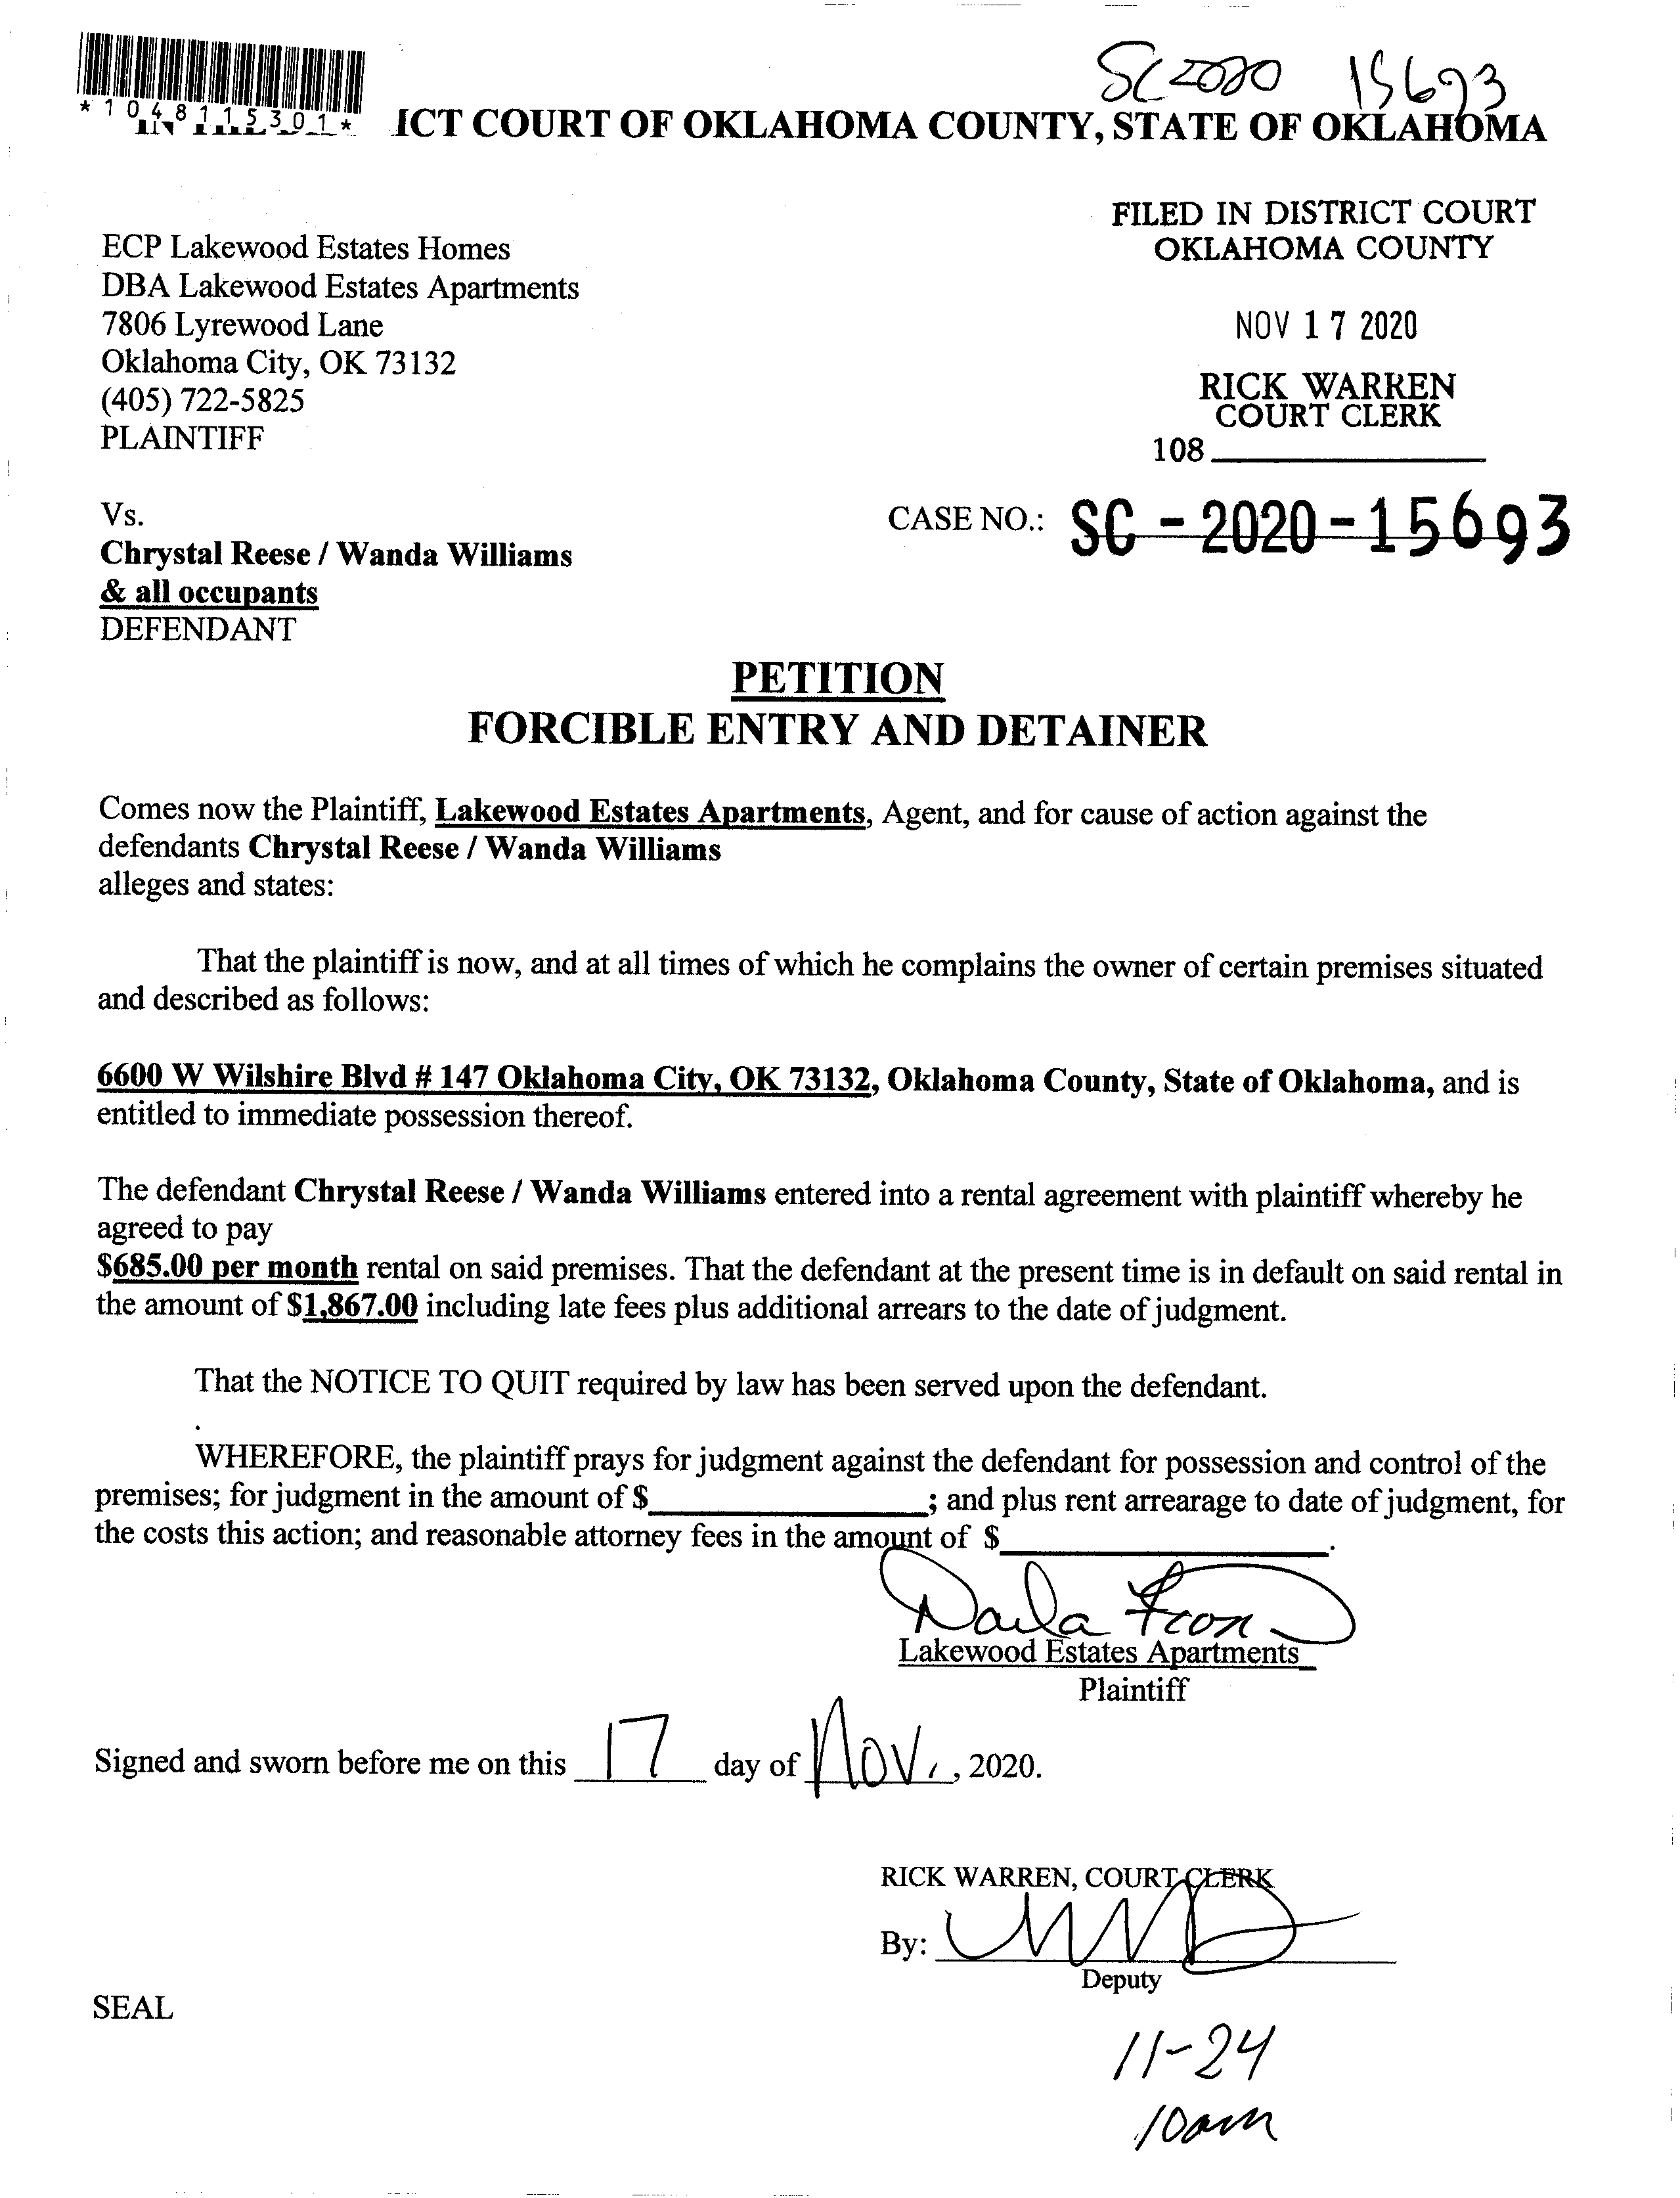 SC 2020 15693
*10481115301*
ICT COURT OF OKLAHOMA COUNTY, STATE OF OKLAHOMA
FILED IN DISTRICT COURT
OKLAHOMA COUNTY
NOV 17 2020
RICK WARREN
COURT CLERK
108
ECP Lakewood Estates Homes
DBA Lakewood Estates Apartments
7806 Lyrewood Lane
Oklahoma City, OK 73132
(405) 722-5825
PLAINTIFF
Vs.
CASE NO.: SC - 2020 - 15693
Chrystal Reese / Wanda Williams
& all occupants
DEFENDANT
PETITION
FORCIBLE ENTRY AND DETAINER
Comes now the Plaintiff, Lakewood Estates Apartments, Agent, and for cause of action against the
defendants Chrystal Reese / Wanda Williams
alleges and states:
That the plaintiff is now, and at all times of which he complains the owner of certain premises situated
and described as follows:
6600 W Wilshire Blvd # 147 Oklahoma City, OK 73132, Oklahoma County, State of Oklahoma, and is
entitled to immediate possession thereof.
The defendant Chrystal Reese / Wanda Williams entered into a rental agreement with plaintiff whereby he
agreed to pay
$685.00 per month rental on said premises. That the defendant at the present time is in default on said rental in
the amount of $1,867.00 including late fees plus additional arrears to the date of judgment.
That the NOTICE TO QUIT required by law has been served upon the defendant.
.
WHEREFORE, the plaintiff prays for judgment against the defendant for possession and control of the
premises; for judgment in the amount of $ ; and plus rent arrearage to date of judgment, for
the costs this action; and reasonable attorney fees in the amount of $ .
Lakewood Estates Apartments
Plaintiff
Signed and sworn before me on this 17 day of Nov., 2020.
RICK WARREN, COURT CLERK
By:
Deputy
SEAL
11-24
10am